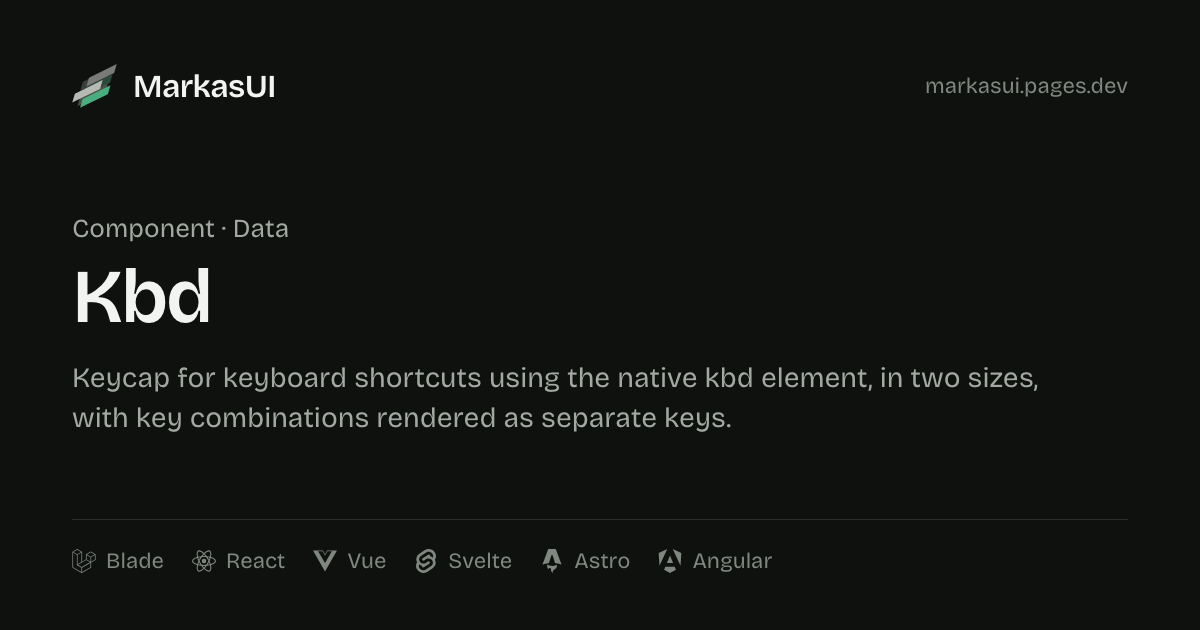 MarkasUI
markasui.pages.dev
Component · Data
Kbd
Keycap for keyboard shortcuts using the native kbd element, in two sizes,
with key combinations rendered as separate keys.
Blade React Vue Svelte Astro Angular